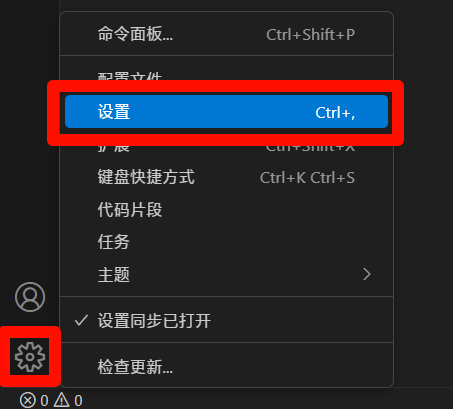 命令面板... Ctrl+Shift+P
配置文件
设置 Ctrl+,
扩展 Ctrl+Shift+X
键盘快捷方式 Ctrl+K Ctrl+S
代码片段
任务
主题
设置同步已打开
检查更新...
0 0